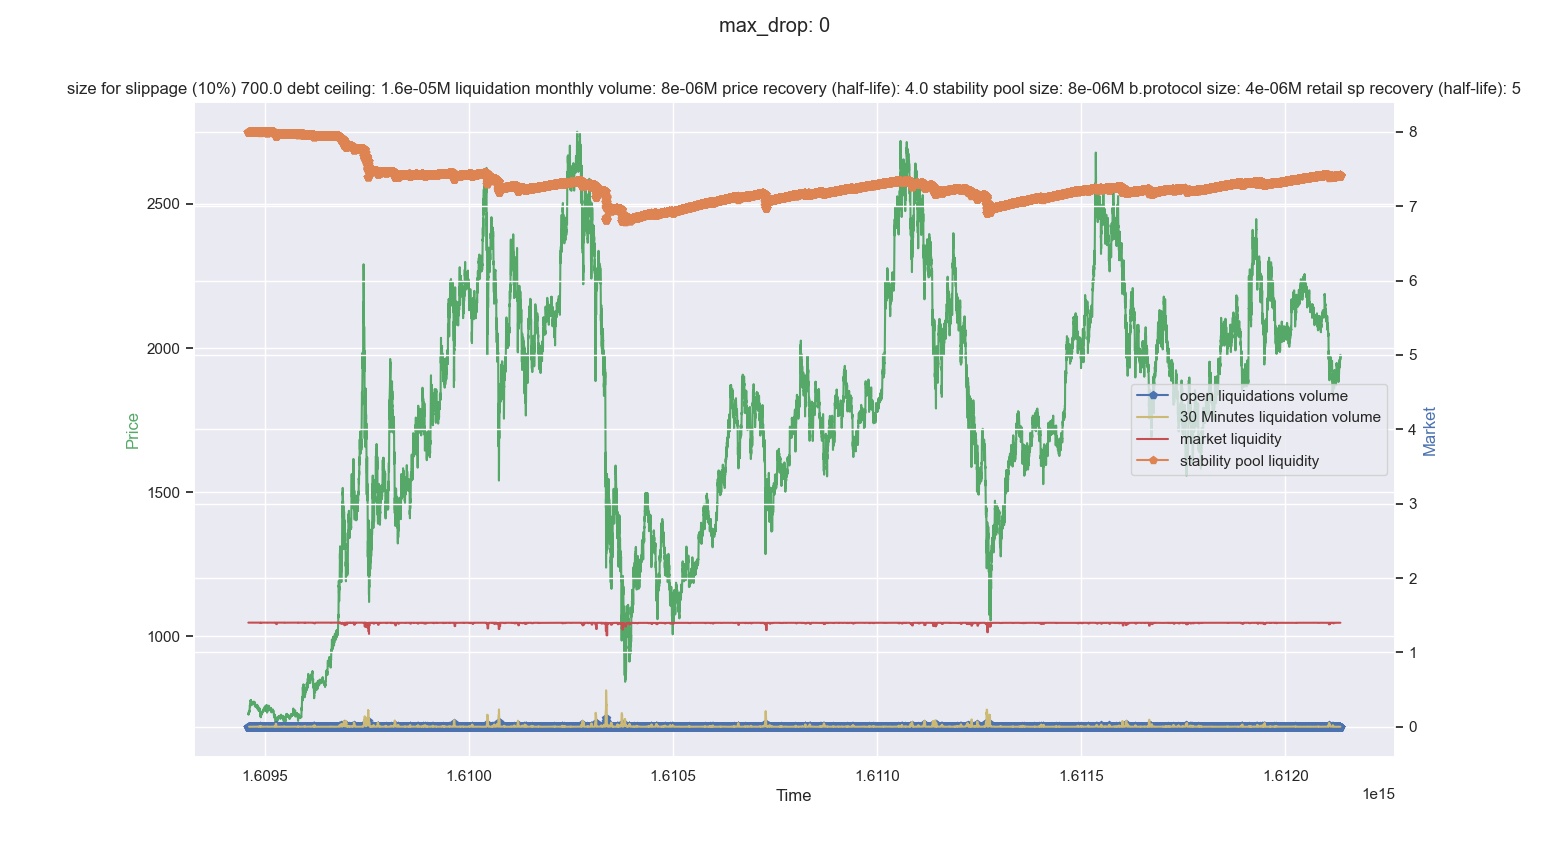 max_drop: 0
size for slippage (10%) 700.0 debt ceiling: 1.6e-05M liquidation monthly volume: 8e-06M price recovery (half-life): 4.0 stability pool size: 8e-06M b.protocol size: 4e-06M retail sp recovery (half-life): 5
8
2500
7
6
2000
5
open liquidations volume
30 Minutes liquidation volume
market liquidity
stability pool liquidity
Price
Market
4
1500
3
2
1000
1
0
1.6095
1.6100
1.6105
1.6110
1.6115
1.6120
Time
1e15